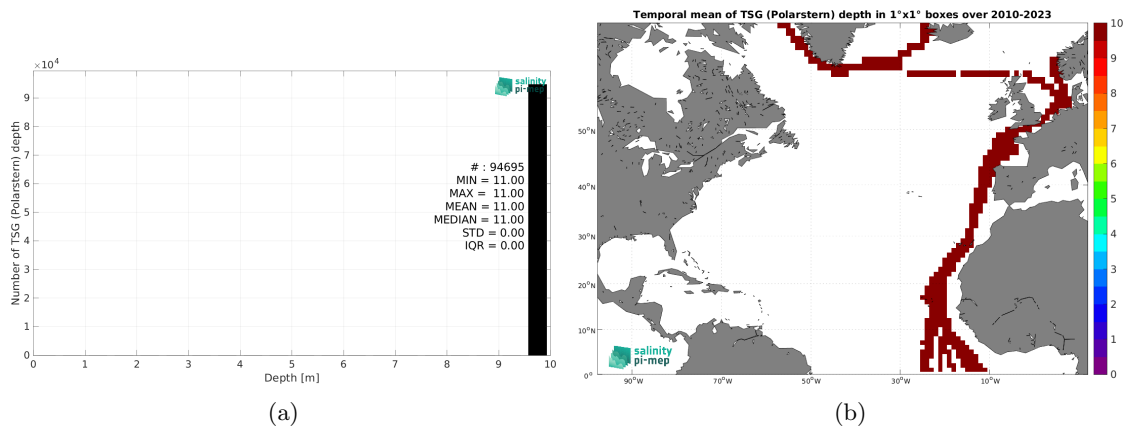 ×10⁴
Number of TSG (Polarstern) depth
9
8
7
6
5
4
3
2
1
0
salinity
pi-mep
# : 94695
MIN = 11.00
MAX = 11.00
MEAN = 11.00
MEDIAN = 11.00
STD = 0.00
IQR = 0.00
0 1 2 3 4 5 6 7 8 9 10
Depth [m]
(a)
Temporal mean of TSG (Polarstern) depth in 1°x1° boxes over 2010-2023
50°N
40°N
30°N
20°N
10°N
0°
90°W 70°W 50°W 30°W 10°W
salinity
pi-mep
10
9
8
7
6
5
4
3
2
1
0
(b)